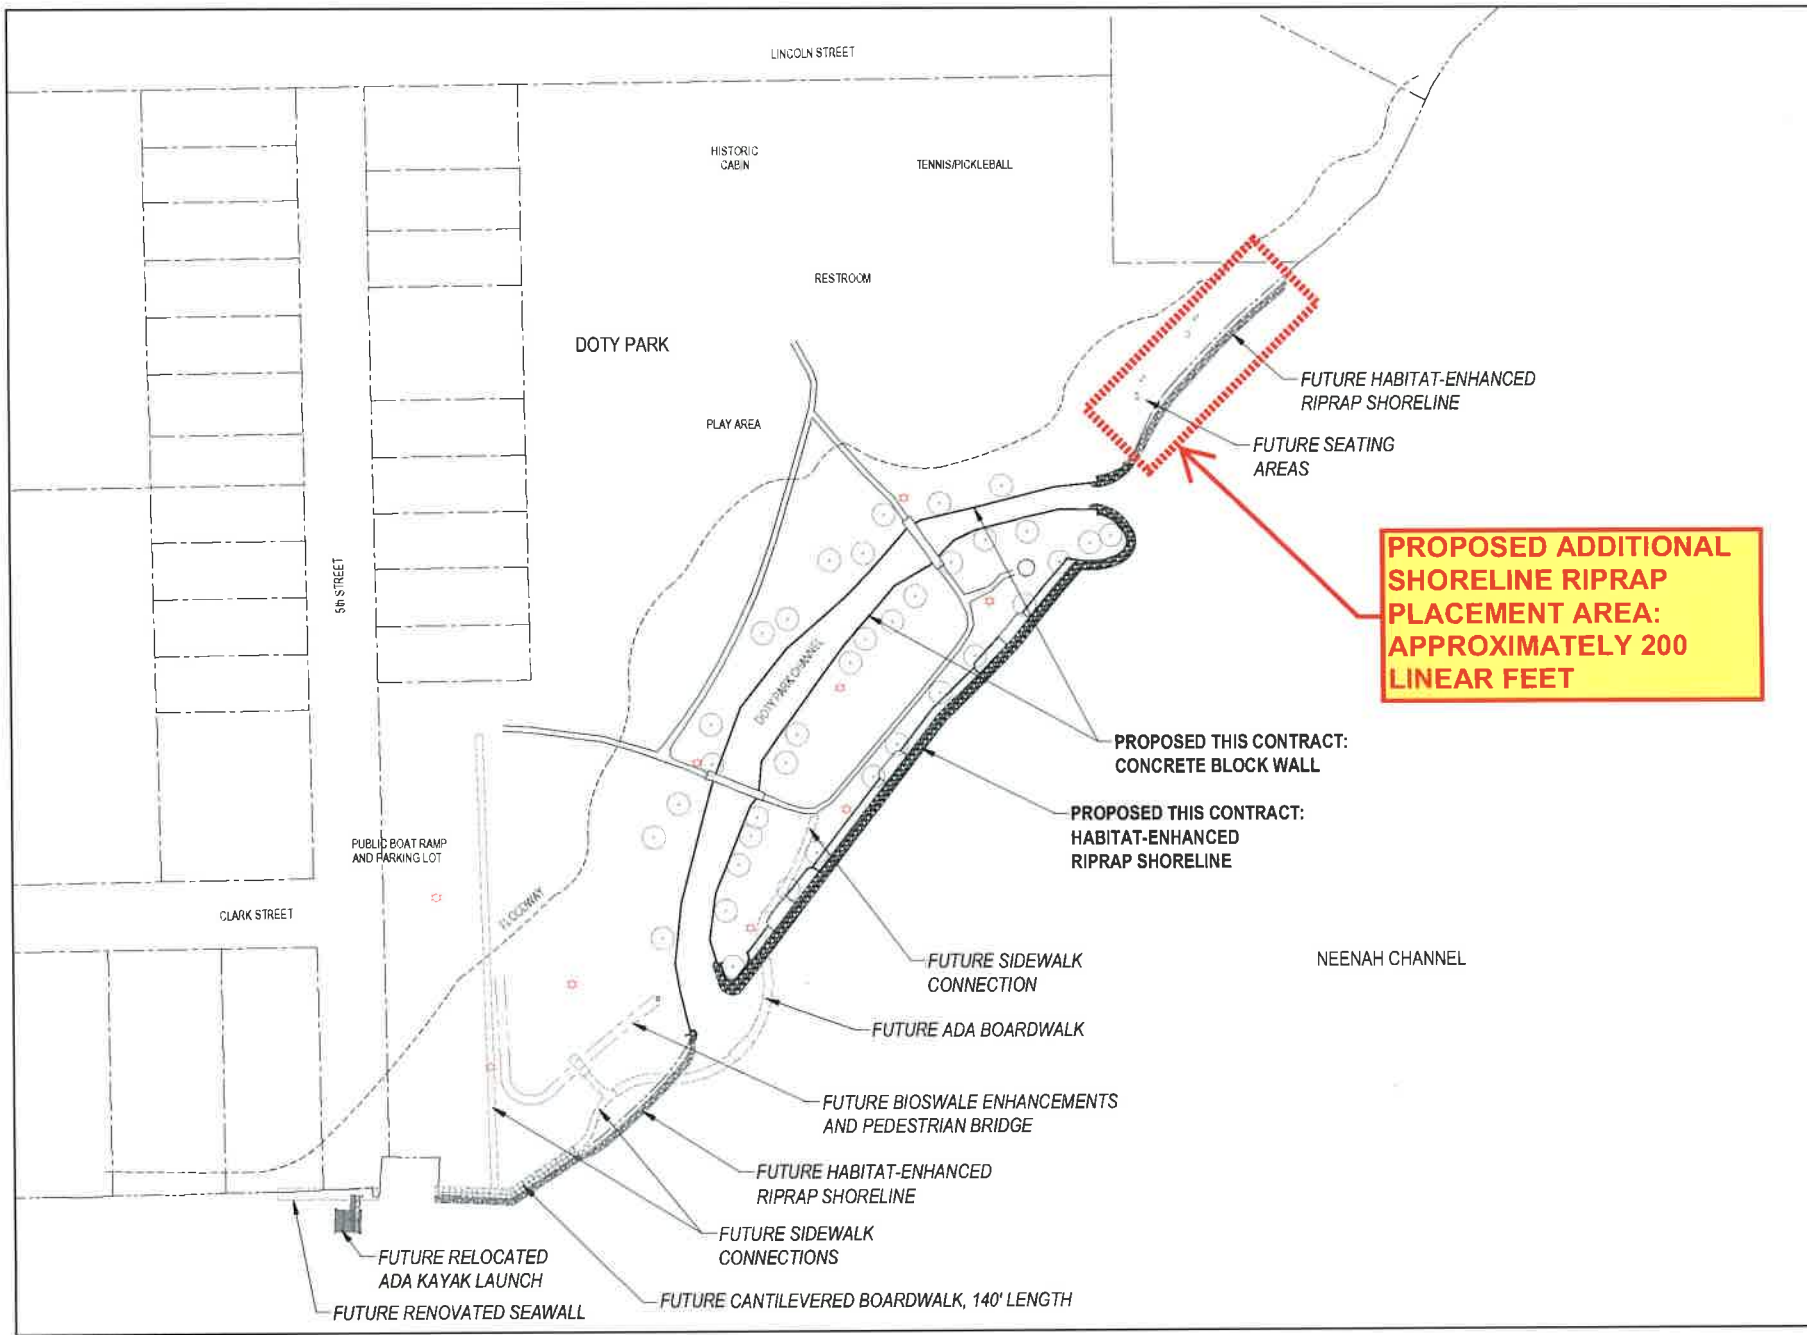 LINCOLN STREET
HISTORIC
CABIN
TENNIS/PICKLEBALL
RESTROOM
DOTY PARK
PLAY AREA
FUTURE HABITAT-ENHANCED
RIPRAP SHORELINE
FUTURE SEATING
AREAS
PROPOSED ADDITIONAL
SHORELINE RIPRAP
PLACEMENT AREA:
APPROXIMATELY 200
LINEAR FEET
5th STREET
DOTY PARK CHANNEL
PROPOSED THIS CONTRACT:
CONCRETE BLOCK WALL
PROPOSED THIS CONTRACT:
HABITAT-ENHANCED
RIPRAP SHORELINE
PUBLIC BOAT RAMP
AND PARKING LOT
FLOODWAY
CLARK STREET
NEENAH CHANNEL
FUTURE SIDEWALK
CONNECTION
FUTURE ADA BOARDWALK
FUTURE BIOSWALE ENHANCEMENTS
AND PEDESTRIAN BRIDGE
FUTURE HABITAT-ENHANCED
RIPRAP SHORELINE
FUTURE SIDEWALK
CONNECTIONS
FUTURE RELOCATED
ADA KAYAK LAUNCH
FUTURE CANTILEVERED BOARDWALK, 140' LENGTH
FUTURE RENOVATED SEAWALL